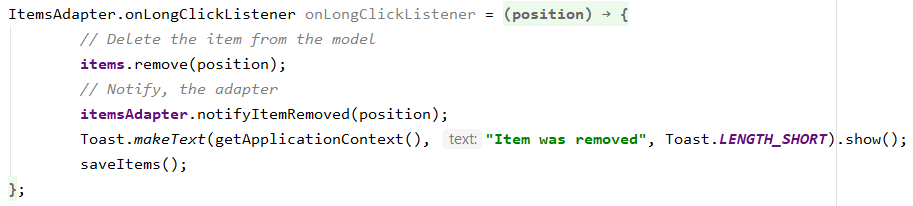 ItemsAdapter.onLongClickListener onLongClickListener = (position) → {
// Delete the item from the model
items.remove(position);
// Notify, the adapter
itemsAdapter.notifyItemRemoved(position);
Toast.makeText(getApplicationContext(), text: "Item was removed", Toast.LENGTH_SHORT).show();
saveItems();
};